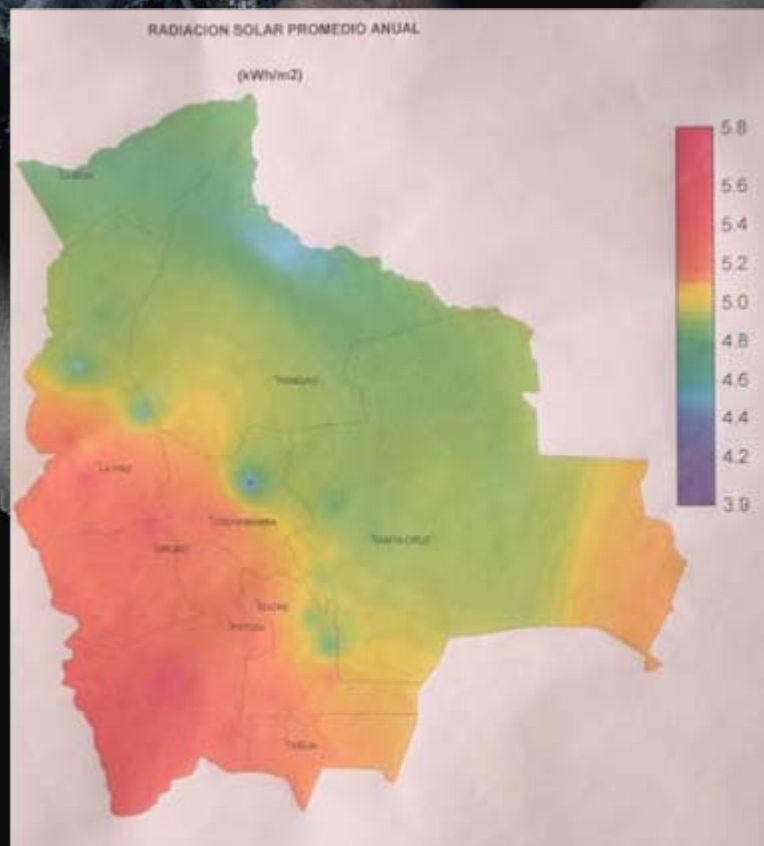 RADIACION SOLAR PROMEDIO ANUAL
(kWh/m2)
5.8
5.6
5.4
5.2
5.0
4.8
4.6
4.4
4.2
3.9
COBIJA
TRINIDAD
LA PAZ
COCHABAMBA
ORURO
SANTA CRUZ
SUCRE
POTOSI
TARIJA